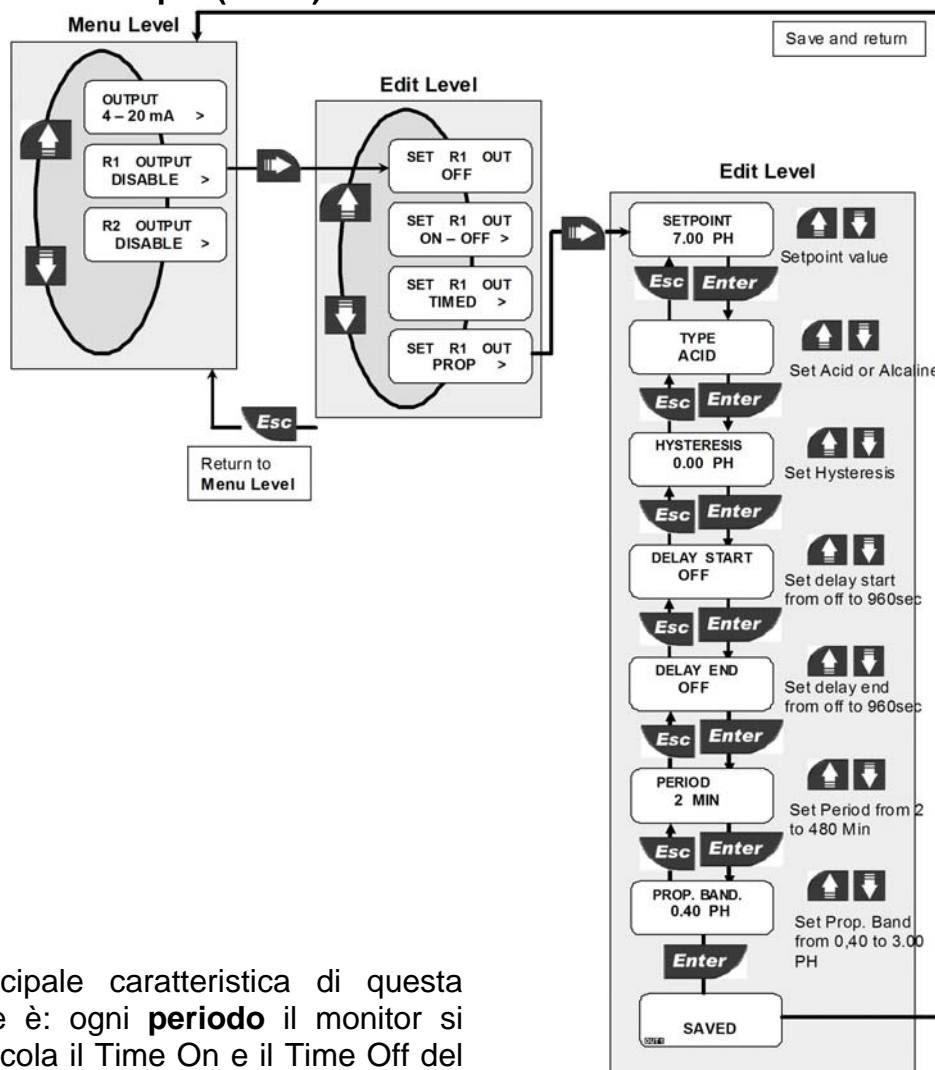 Menu Level
Save and return
OUTPUT
4 – 20 mA >
R1 OUTPUT
DISABLE >
R2 OUTPUT
DISABLE >
Edit Level
SET R1 OUT
OFF
SET R1 OUT
ON – OFF >
SET R1 OUT
TIMED >
SET R1 OUT
PROP >
Esc
Return to
Menu Level
Edit Level
SETPOINT
7.00 PH
Setpoint value
Esc Enter
TYPE
ACID
Set Acid or Alcaline
Esc Enter
HYSTERESIS
0.00 PH
Set Hysteresis
Esc Enter
DELAY START
OFF
Set delay start
from off to 960sec
Esc Enter
DELAY END
OFF
Set delay end
from off to 960sec
Esc Enter
PERIOD
2 MIN
Set Period from 2
to 480 Min
Esc Enter
PROP. BAND.
0.40 PH
Set Prop. Band
from 0,40 to 3.00
PH
Enter
SAVED
OUT1
cipale caratteristica di questa
e è: ogni periodo il monitor si
cola il Time On e il Time Off del